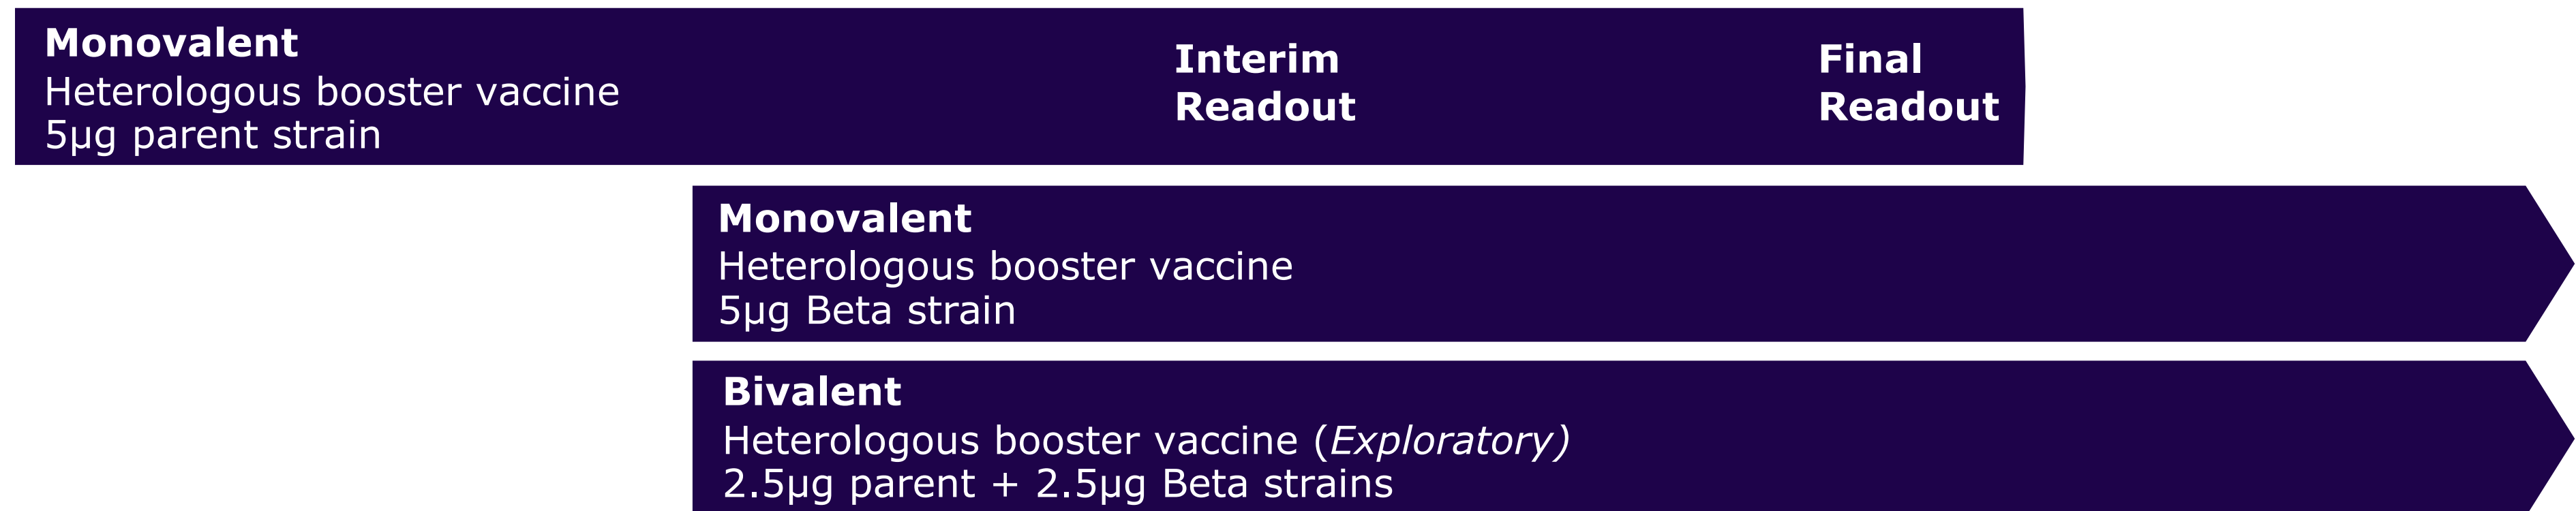 Monovalent
Heterologous booster vaccine
5µg parent strain
Interim
Readout
Final
Readout
Monovalent
Heterologous booster vaccine
5µg Beta strain
Bivalent
Heterologous booster vaccine (Exploratory)
2.5µg parent + 2.5µg Beta strains